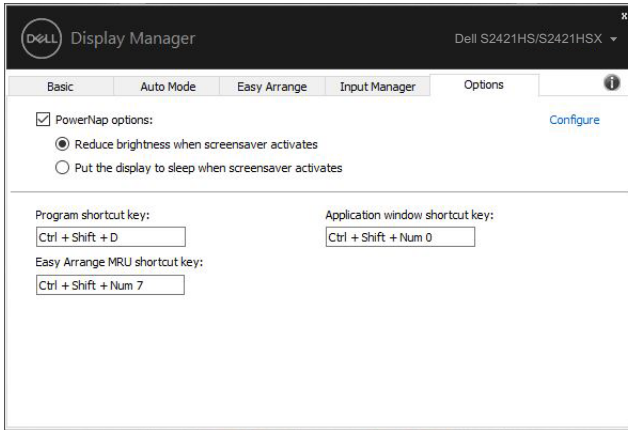 x
DELL Display Manager
Dell S2421HS/S2421HSX
Basic Auto Mode Easy Arrange Input Manager Options
PowerNap options: Configure
Reduce brightness when screensaver activates
Put the display to sleep when screensaver activates
Program shortcut key: Application window shortcut key:
Ctrl + Shift + D Ctrl + Shift + Num 0
Easy Arrange MRU shortcut key:
Ctrl + Shift + Num 7